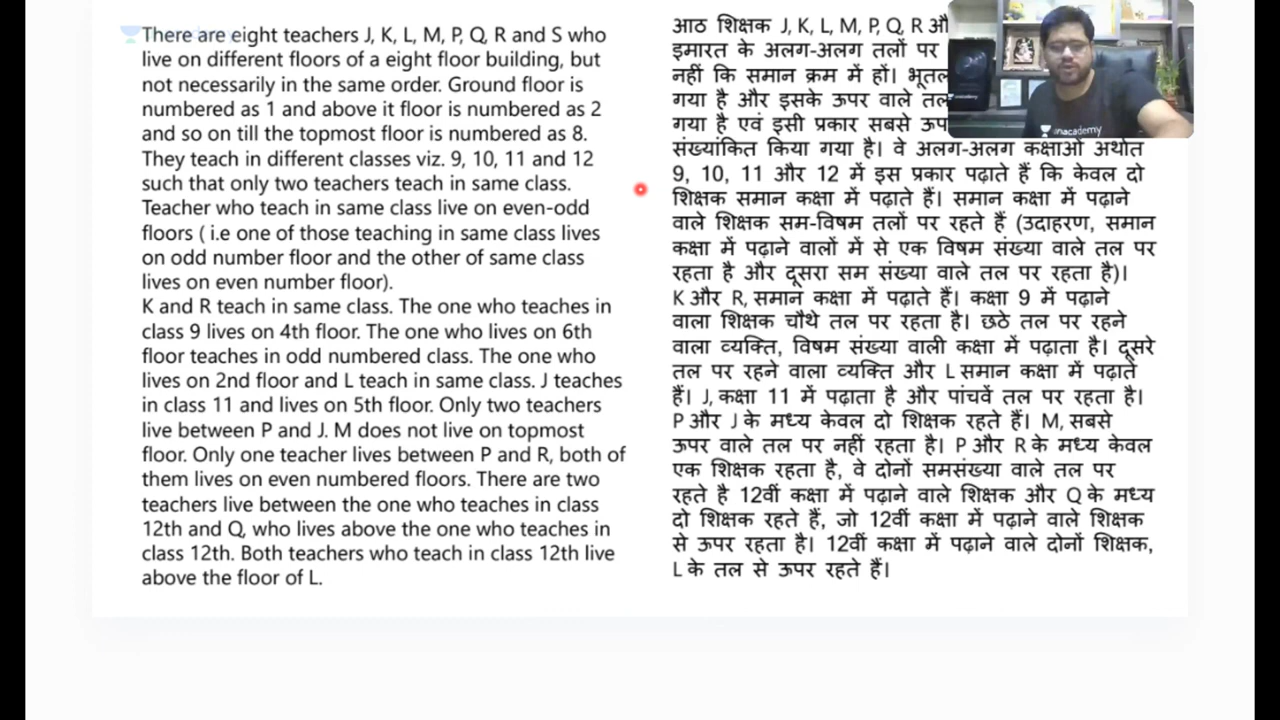 There are eight teachers J, K, L, M, P, Q, R and S who
live on different floors of a eight floor building, but
not necessarily in the same order. Ground floor is
numbered as 1 and above it floor is numbered as 2
and so on till the topmost floor is numbered as 8.
They teach in different classes viz. 9, 10, 11 and 12
such that only two teachers teach in same class.
Teacher who teach in same class live on even-odd
floors ( i.e one of those teaching in same class lives
on odd number floor and the other of same class
lives on even number floor).
K and R teach in same class. The one who teaches in
class 9 lives on 4th floor. The one who lives on 6th
floor teaches in odd numbered class. The one who
lives on 2nd floor and L teach in same class. J teaches
in class 11 and lives on 5th floor. Only two teachers
live between P and J. M does not live on topmost
floor. Only one teacher lives between P and R, both of
them lives on even numbered floors. There are two
teachers live between the one who teaches in class
12th and Q, who lives above the one who teaches in
class 12th. Both teachers who teach in class 12th live
above the floor of L.
आठ शिक्षक J, K, L, M, P, Q, R औ
इमारत के अलग-अलग तलों पर
नहीं कि समान क्रम में हों। भूतल
गया है और इसके ऊपर वाले तल
गया है एवं इसी प्रकार सबसे ऊप
संख्यांकित किया गया है। वे अलग-अलग कक्षाओं अर्थात
9, 10, 11 और 12 में इस प्रकार पढ़ाते हैं कि केवल दो
शिक्षक समान कक्षा में पढ़ाते हैं। समान कक्षा में पढ़ाने
वाले शिक्षक सम-विषम तलों पर रहते हैं (उदाहरण, समान
कक्षा में पढ़ाने वालों में से एक विषम संख्या वाले तल पर
रहता है और दूसरा सम संख्या वाले तल पर रहता है)।
K और R, समान कक्षा में पढ़ाते हैं। कक्षा 9 में पढ़ाने
वाला शिक्षक चौथे तल पर रहता है। छठे तल पर रहने
वाला व्यक्ति, विषम संख्या वाली कक्षा में पढ़ाता है। दूसरे
तल पर रहने वाला व्यक्ति और L समान कक्षा में पढ़ाते
हैं। J, कक्षा 11 में पढ़ाता है और पांचवें तल पर रहता है।
P और J के मध्य केवल दो शिक्षक रहते हैं। M, सबसे
ऊपर वाले तल पर नहीं रहता है। P और R के मध्य केवल
एक शिक्षक रहता है, वे दोनों समसंख्या वाले तल पर
रहते है 12वीं कक्षा में पढ़ाने वाले शिक्षक और Q के मध्य
दो शिक्षक रहते हैं, जो 12वीं कक्षा में पढ़ाने वाले शिक्षक
से ऊपर रहता है। 12वीं कक्षा में पढ़ाने वाले दोनों शिक्षक,
L के तल से ऊपर रहते हैं।
unacademy